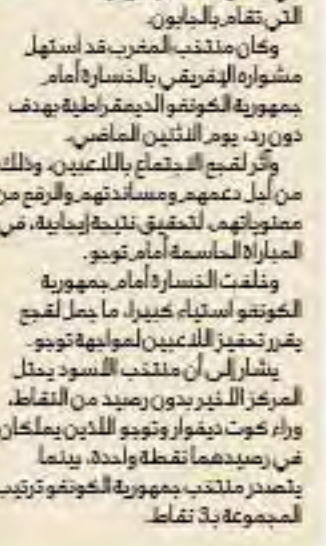 التي تقام بالجابون.
وكان منتخب المغرب قد استهل
مشواره الإفريقي بالخسارة أمام
جمهورية الكونغو الديمقراطية بهدف
دون رد، يوم الاثنين الماضي.
وآثر لقجع الاجتماع باللاعبين، وذلك
من أجل دعمهم ومساندتهم والرفع من
معنوياتهم، لتحقيق نتيجة إيجابية، في
المباراة الحاسمة أمام توجو.
وخلفت الخسارة أمام جمهورية
الكونغو استياء كبيرا، ما جعل لقجع
يقرر تحفيز اللاعبين لمواجهة توجو.
يشار إلى أن منتخب الأسود يحتل
المركز الأخير بدون رصيد من النقاط،
وراء كوت ديفوار وتوجو اللذين يملكان
في رصيدهما نقطة واحدة، بينما
يتصدر منتخب جمهورية الكونغو ترتيب
المجموعة بـ3 نقاط.